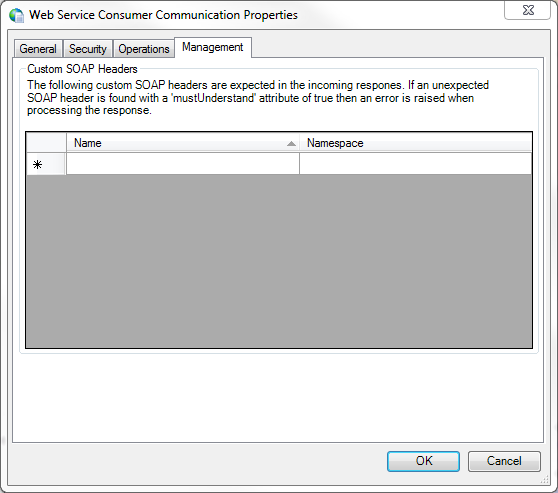 Web Service Consumer Communication Properties
General Security Operations Management
Custom SOAP Headers
The following custom SOAP headers are expected in the incoming respones. If an unexpected
SOAP header is found with a 'mustUnderstand' attribute of true then an error is raised when
processing the response.
Name Namespace
OK Cancel